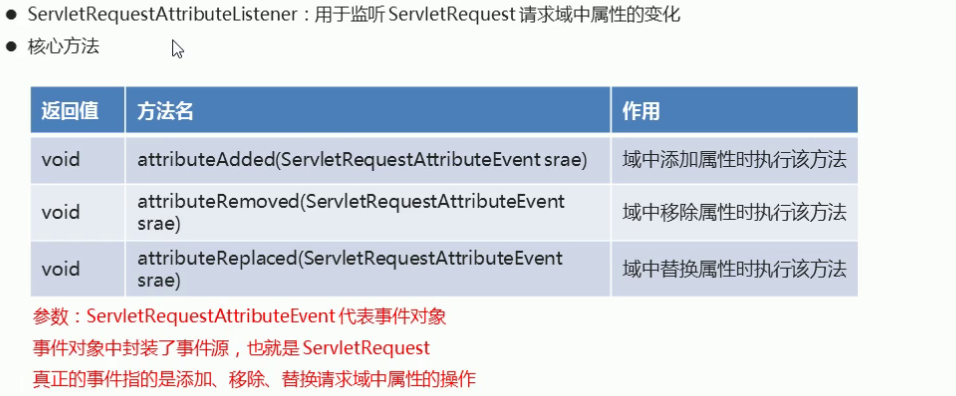 ● ServletRequestAttributeListener：用于监听 ServletRequest 请求域中属性的变化
● 核心方法
返回值 方法名 作用
void attributeAdded(ServletRequestAttributeEvent srae) 域中添加属性时执行该方法
void attributeRemoved(ServletRequestAttributeEvent srae) 域中移除属性时执行该方法
void attributeReplaced(ServletRequestAttributeEvent srae) 域中替换属性时执行该方法
参数：ServletRequestAttributeEvent 代表事件对象
事件对象中封装了事件源，也就是 ServletRequest
真正的事件指的是添加、移除、替换请求域中属性的操作